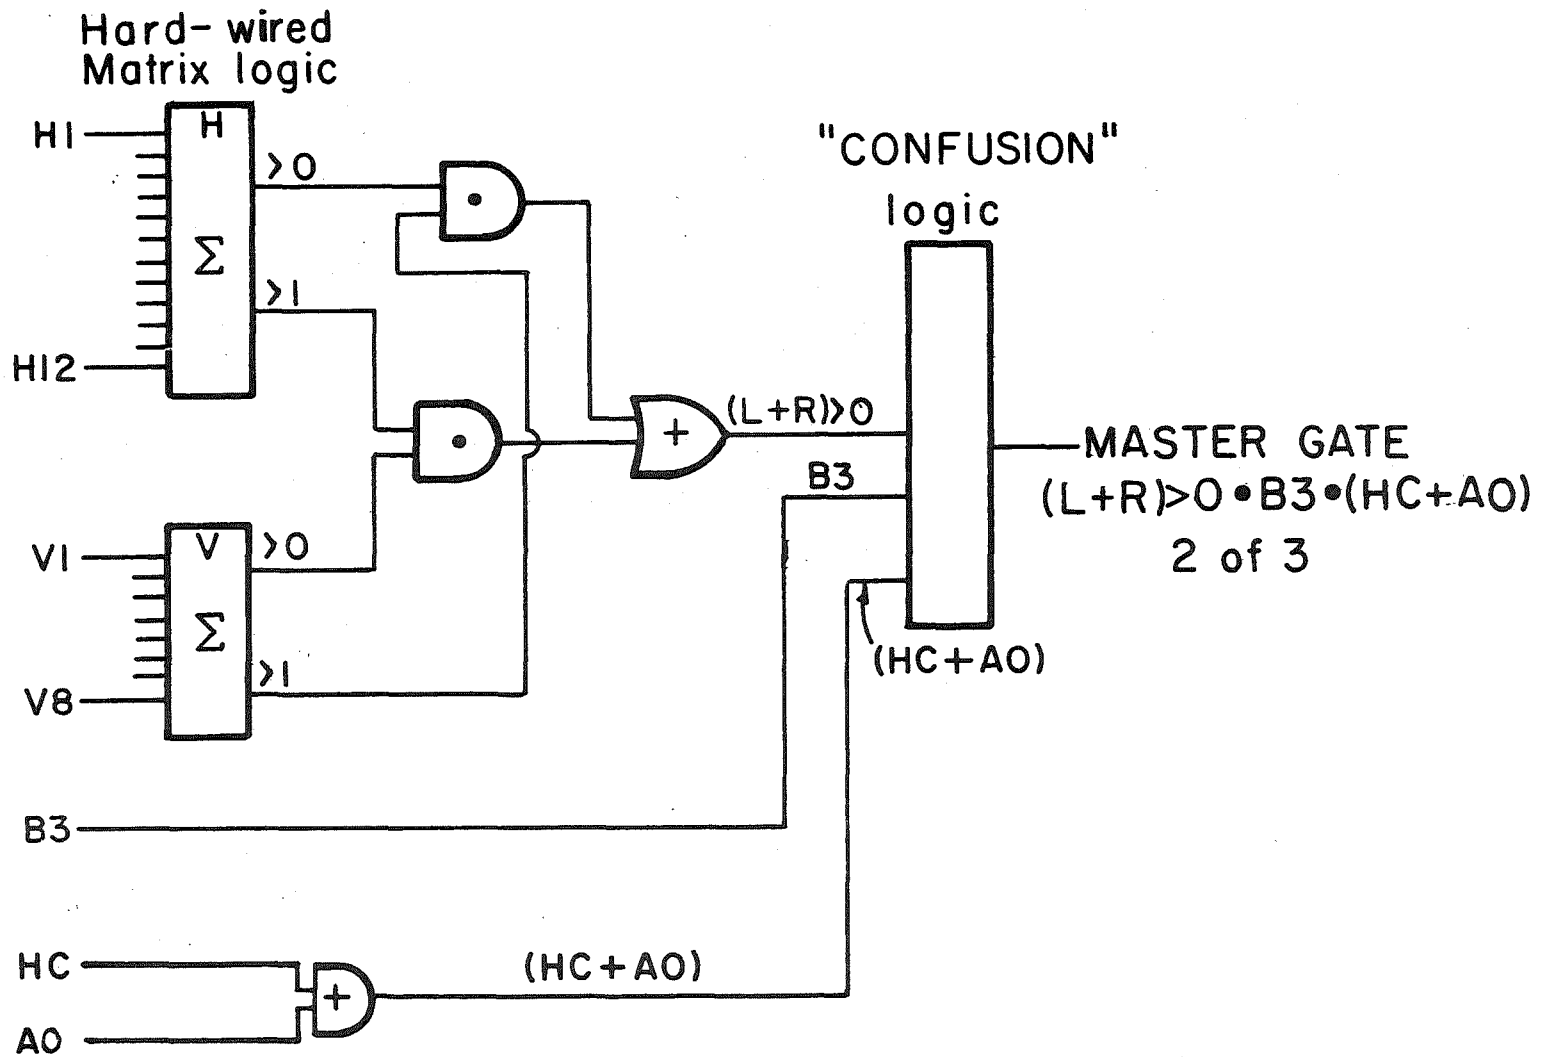 Hard-wired
Matrix logic
H1
H
>0
Σ
>1
H12
"CONFUSION"
logic
+
(L+R)>0
MASTER GATE
(L+R)>0•B3•(HC+AO)
2 of 3
B3
V1
V
>0
Σ
>1
V8
(HC+AO)
B3
HC
+
(HC+AO)
AO